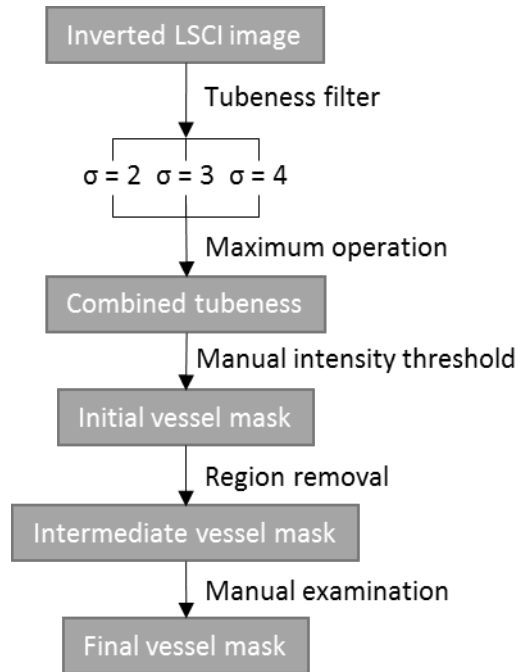 Inverted LSCI image
Tubeness filter
σ = 2 σ = 3 σ = 4
Maximum operation
Combined tubeness
Manual intensity threshold
Initial vessel mask
Region removal
Intermediate vessel mask
Manual examination
Final vessel mask